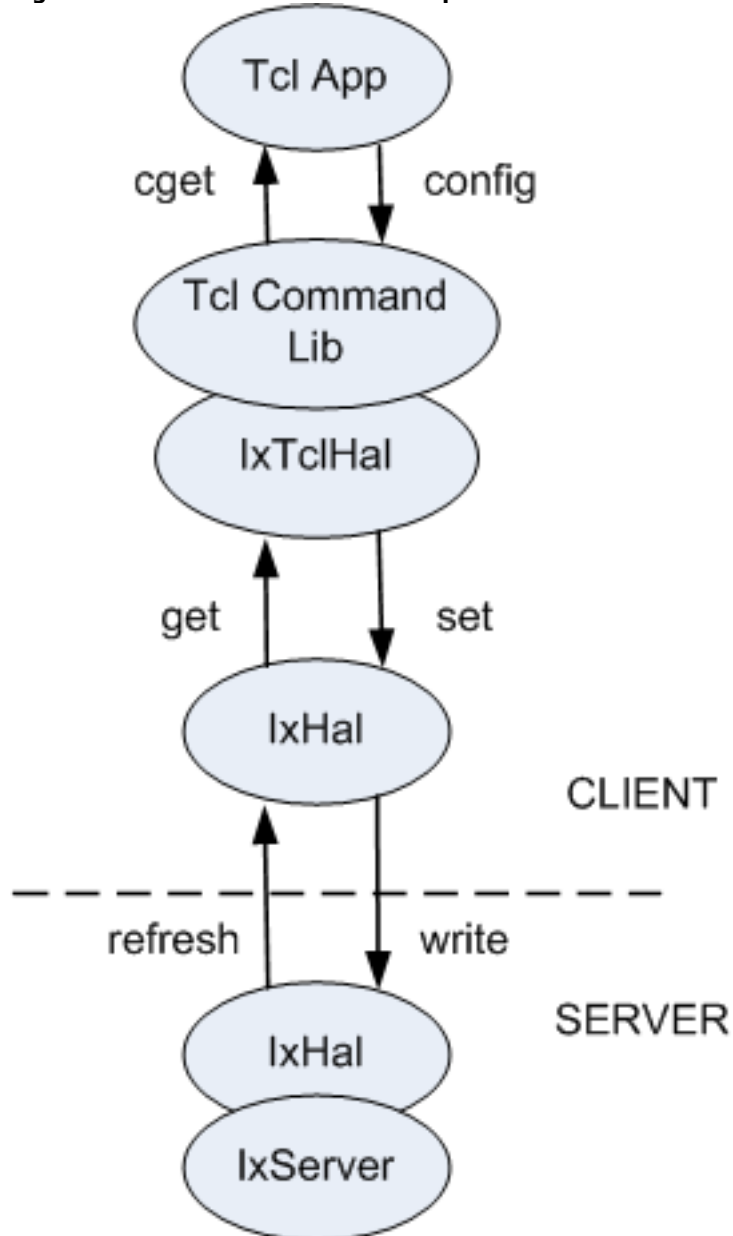 Tcl App
cget
config
Tcl Command
Lib
IxTclHal
get
set
IxHal
CLIENT
refresh
write
SERVER
IxHal
IxServer